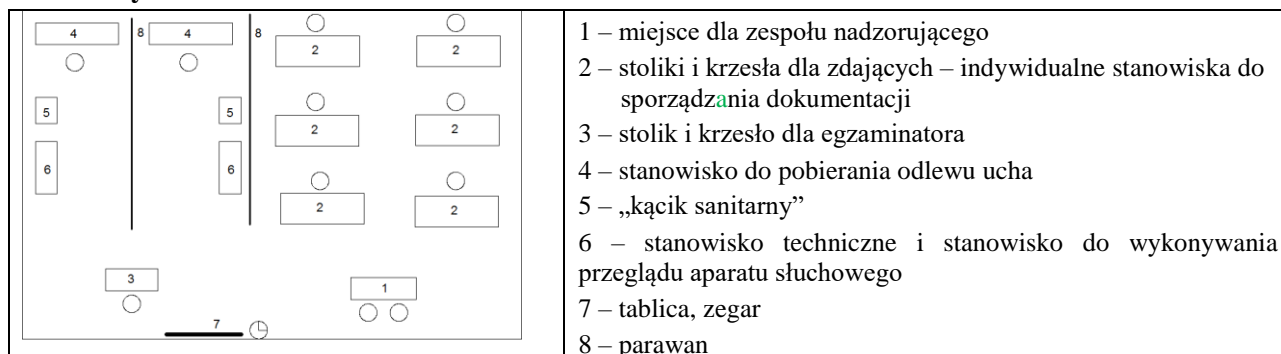 4
8
4
8
2
2
5
5
2
2
6
6
2
2
3
1
7
1 – miejsce dla zespołu nadzorującego
2 – stoliki i krzesła dla zdających – indywidualne stanowiska do
sporządzania dokumentacji
3 – stolik i krzesło dla egzaminatora
4 – stanowisko do pobierania odlewu ucha
5 – „kącik sanitarny”
6 – stanowisko techniczne i stanowisko do wykonywania
przeglądu aparatu słuchowego
7 – tablica, zegar
8 – parawan